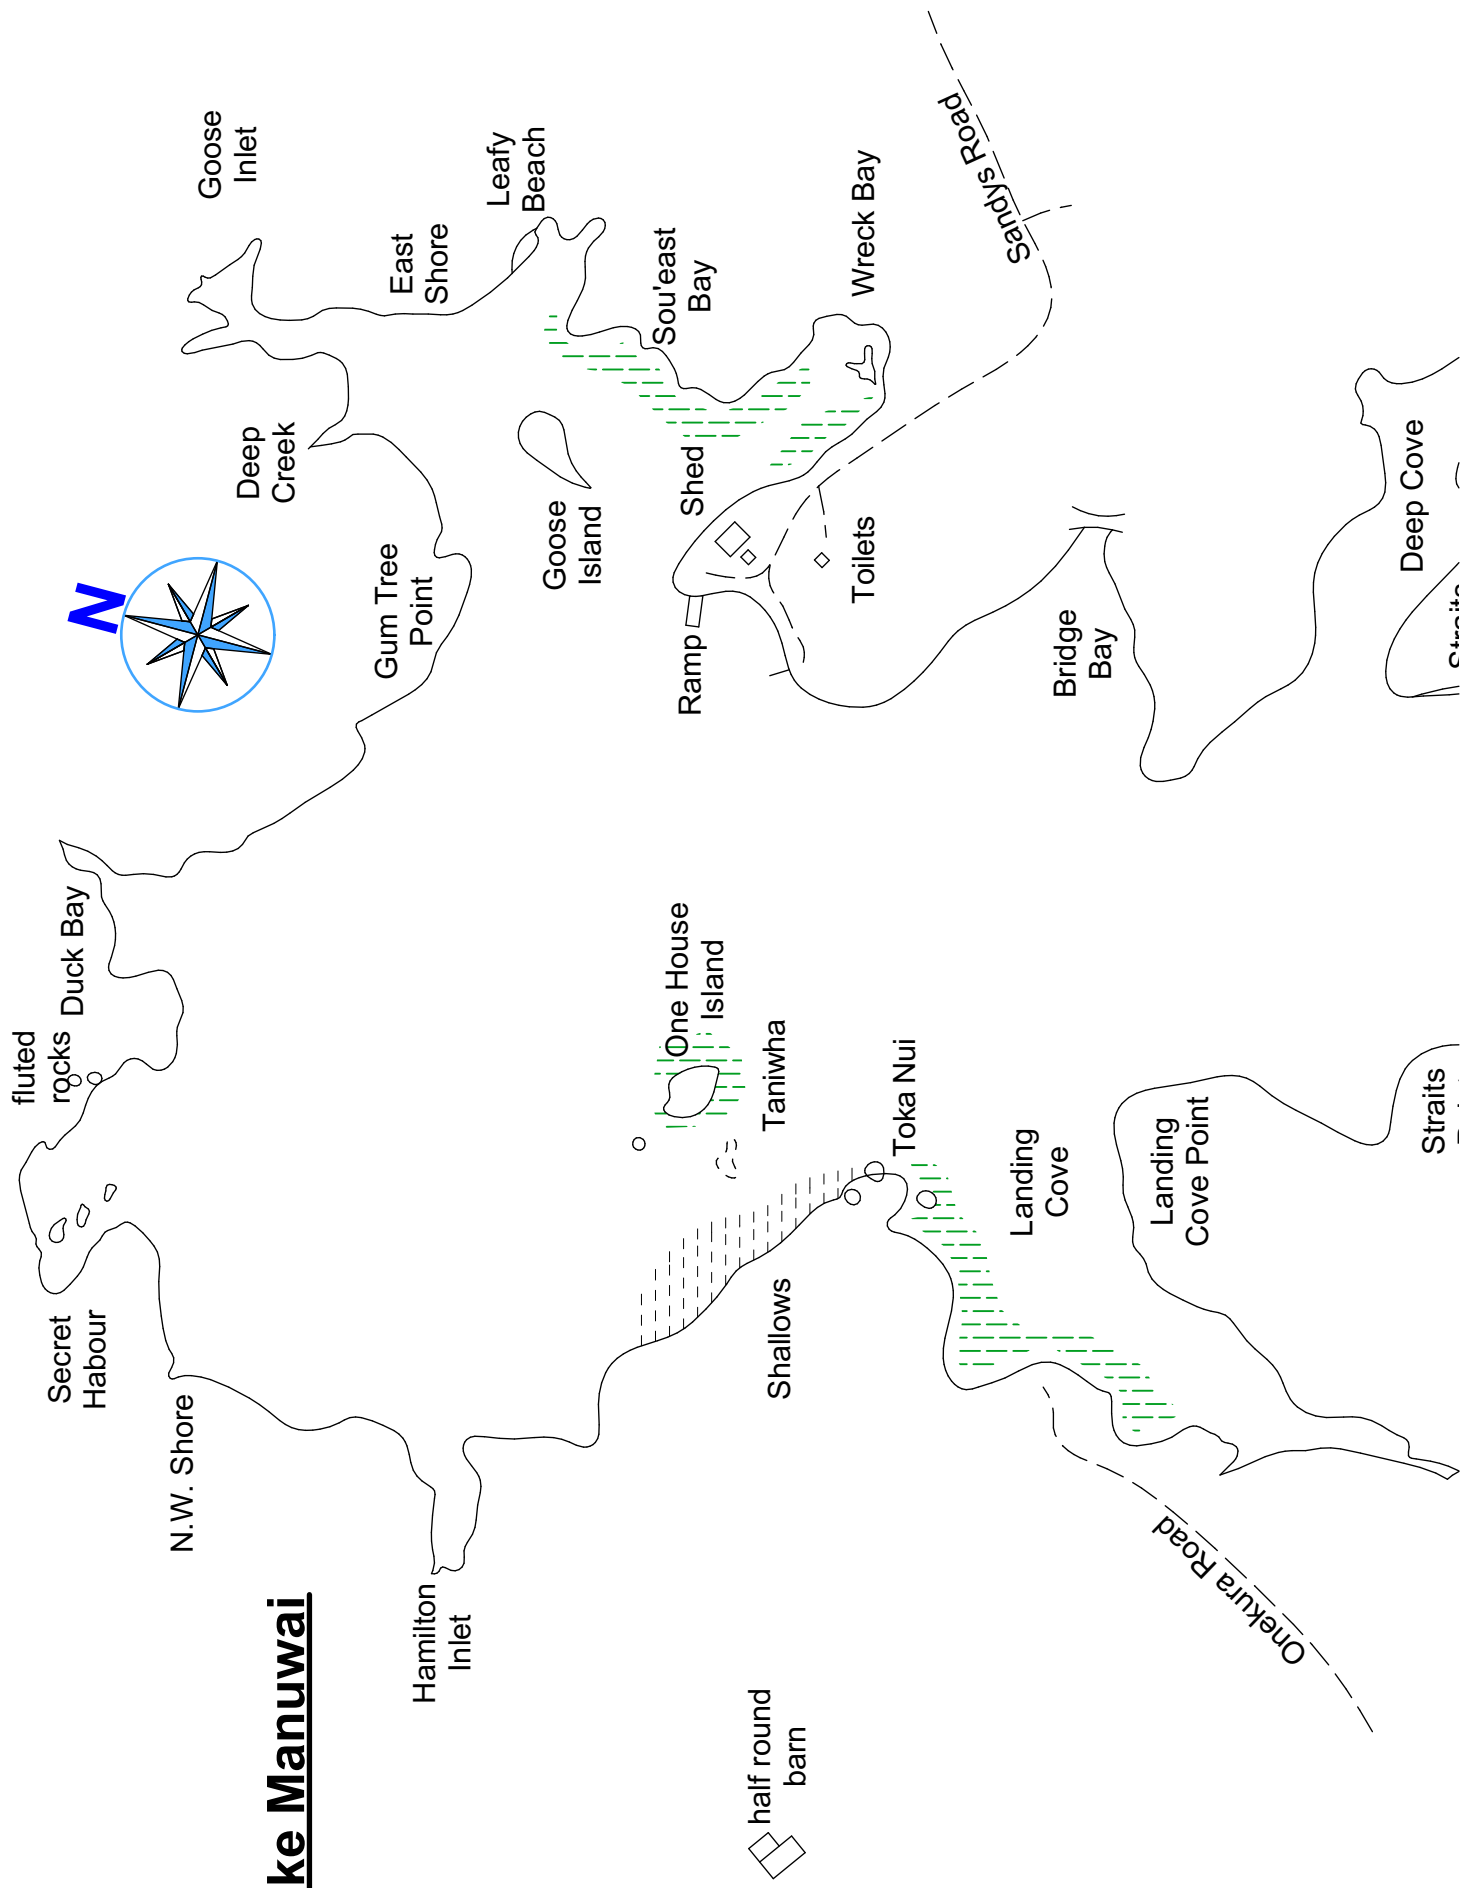 ke Manuwai
N
Secret
Habour
fluted
rocks
Duck Bay
N.W. Shore
Goose
Inlet
Deep
Creek
East
Shore
Gum Tree
Point
Hamilton
Inlet
Leafy
Beach
Goose
Island
Sou'east
Bay
Shed
Ramp
One House
Island
Taniwha
Shallows
half round
barn
Wreck Bay
Toilets
Toka Nui
Sandys Road
Landing
Cove
Bridge
Bay
Landing
Cove Point
Onekura Road
Deep Cove
Straits
Straits